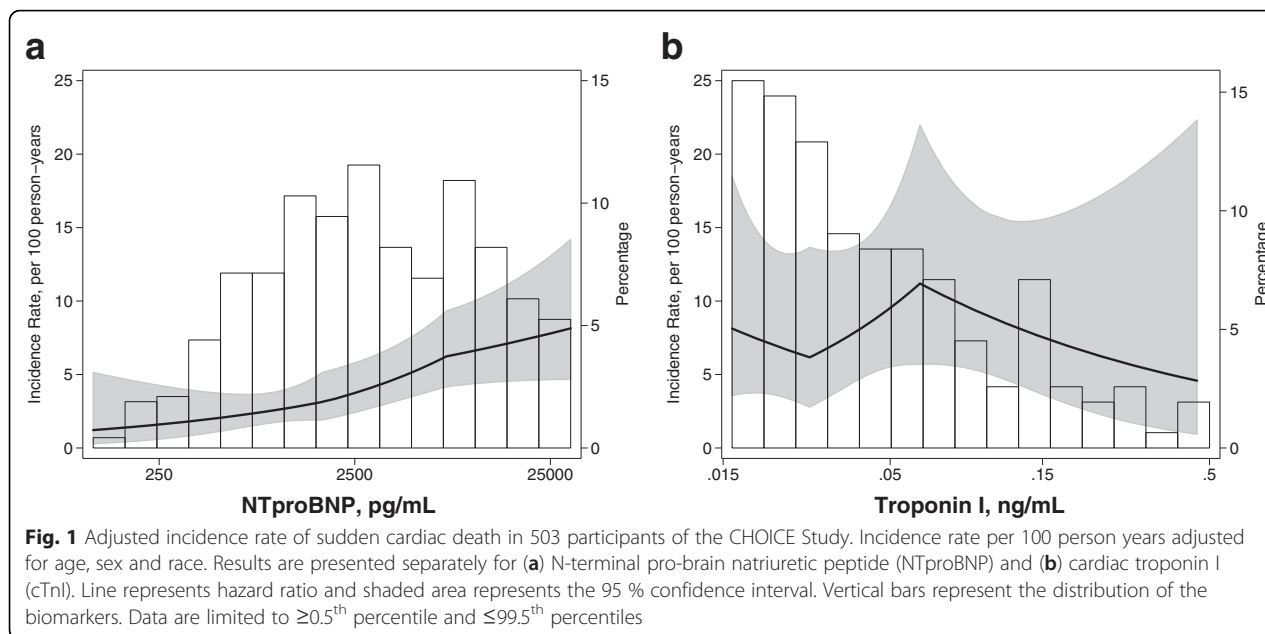 a
b
25
20
15
10
5
0
Incidence Rate, per 100 person−years
15
10
5
0
Percentage
250
2500
25000
NTproBNP, pg/mL
25
20
15
10
5
0
Incidence Rate, per 100 person−years
15
10
5
0
Percentage
.015
.05
.15
.5
Troponin I, ng/mL
Fig. 1 Adjusted incidence rate of sudden cardiac death in 503 participants of the CHOICE Study. Incidence rate per 100 person years adjusted
for age, sex and race. Results are presented separately for (a) N-terminal pro-brain natriuretic peptide (NTproBNP) and (b) cardiac troponin I
(cTnI). Line represents hazard ratio and shaded area represents the 95 % confidence interval. Vertical bars represent the distribution of the
biomarkers. Data are limited to ≥0.5th percentile and ≤99.5th percentiles